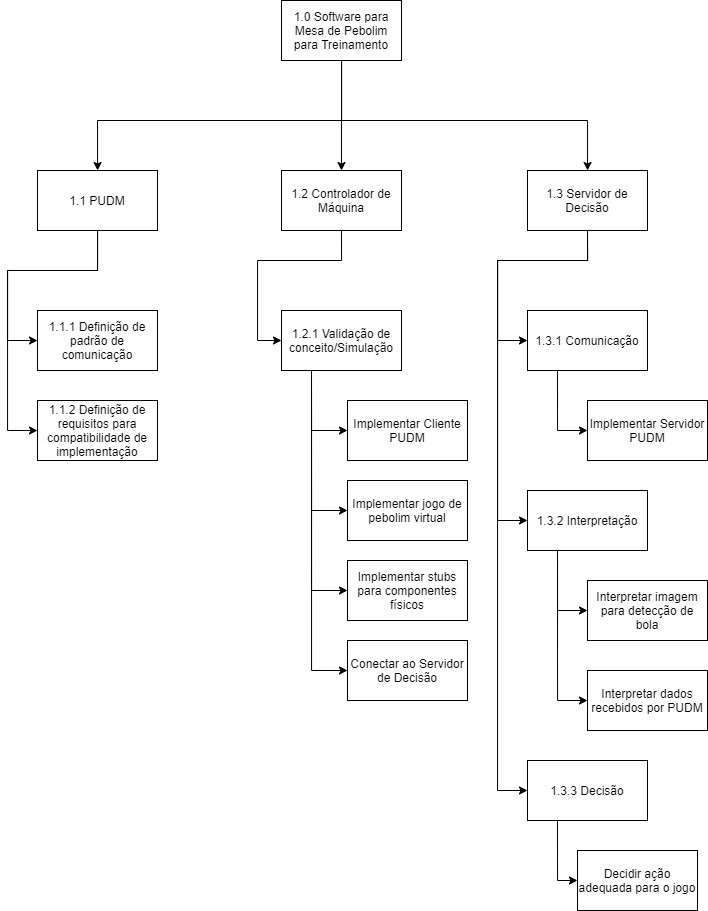 1.0 Software para
Mesa de Pebolim
para Treinamento
1.1 PUDM
1.2 Controlador de
Máquina
1.3 Servidor de
Decisão
1.1.1 Definição de
padrão de
comunicação
1.1.2 Definição de
requisitos para
compatibilidade de
implementação
1.2.1 Validação de
conceito/Simulação
Implementar Cliente
PUDM
Implementar jogo de
pebolim virtual
Implementar stubs
para componentes
físicos
Conectar ao Servidor
de Decisão
1.3.1 Comunicação
Implementar Servidor
PUDM
1.3.2 Interpretação
Interpretar imagem
para detecção de
bola
Interpretar dados
recebidos por PUDM
1.3.3 Decisão
Decidir ação
adequada para o jogo